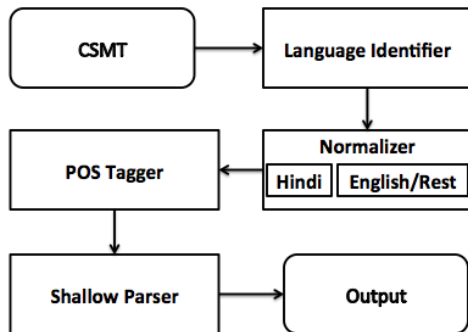 CSMT
Language Identifier
Normalizer
Hindi
English/Rest
POS Tagger
Shallow Parser
Output